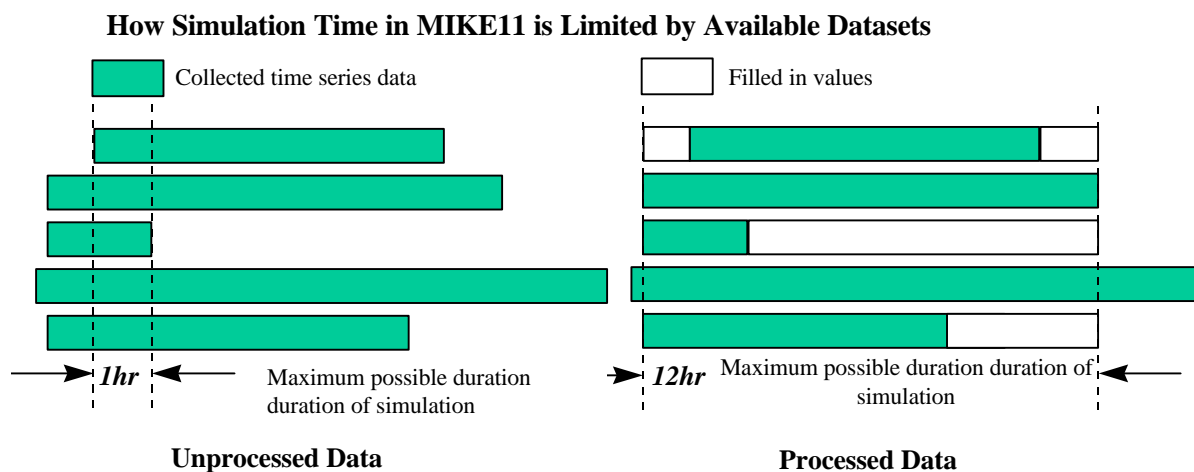 How Simulation Time in MIKE11 is Limited by Available Datasets
Collected time series data
Filled in values
1hr
Maximum possible duration
duration of simulation
12hr
Maximum possible duration duration of
simulation
Unprocessed Data
Processed Data